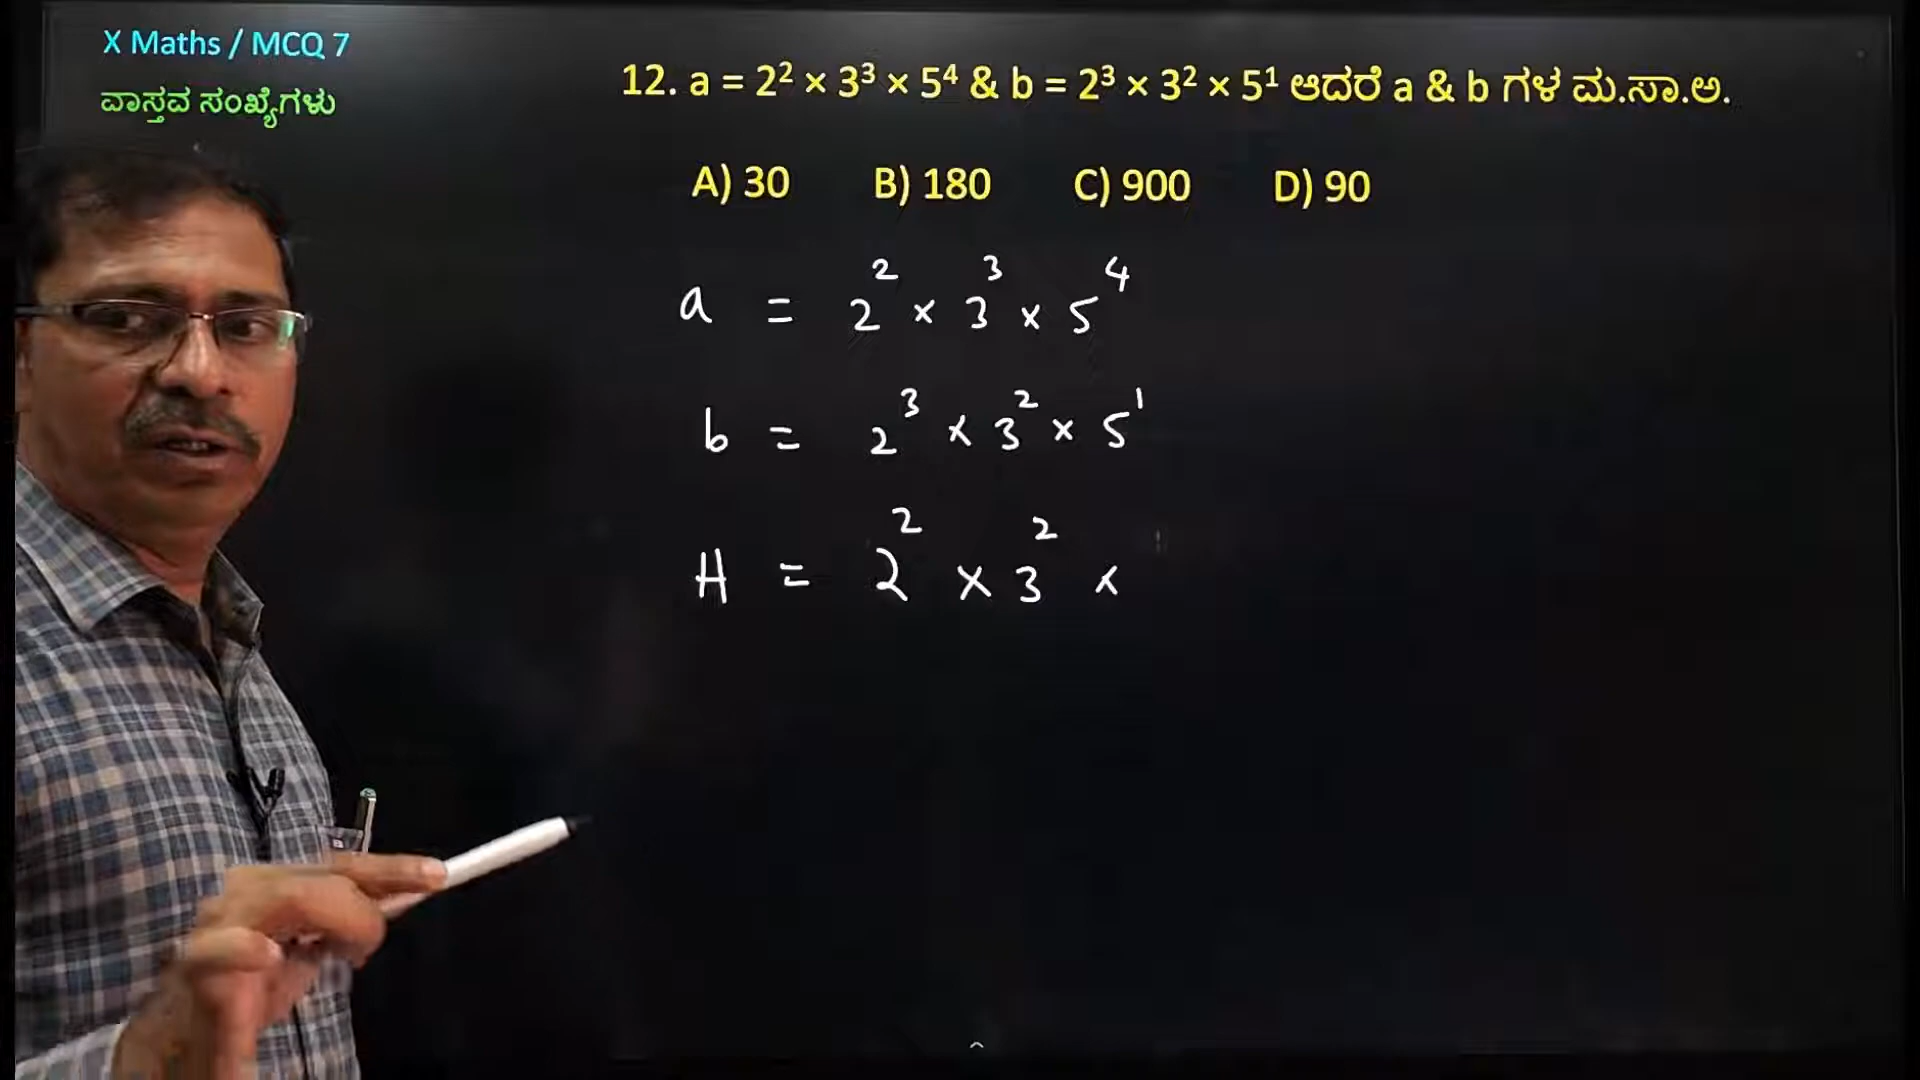 X Maths / MCQ 7
ವಾಸ್ತವ ಸಂಖ್ಯೆಗಳು
12. a = 2² × 3³ × 5⁴ & b = 2³ × 3² × 5¹ ಆದರೆ a & b ಗಳ ಮ.ಸಾ.ಅ.
A) 30 B) 180 C) 900 D) 90
a = 2² × 3³ × 5⁴
b = 2³ × 3² × 5¹
H = 2² × 3² ×